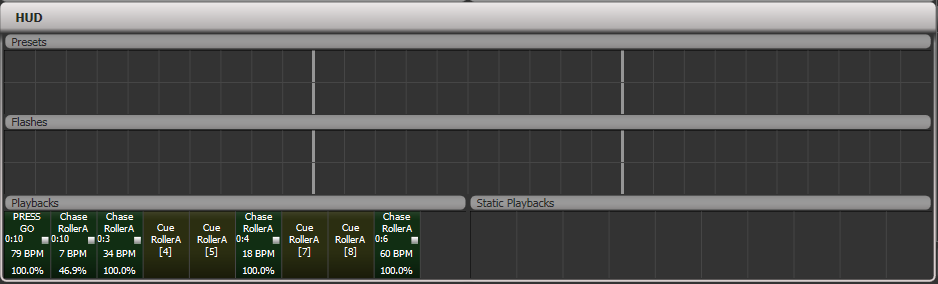 HUD
Presets
Flashes
Playbacks
Static Playbacks
PRESS
GO
0:10
79 BPM
100.0%
Chase
RollerA
0:10
7 BPM
46.9%
Chase
RollerA
0:3
34 BPM
100.0%
Cue
RollerA
[4]
Cue
RollerA
[5]
Chase
RollerA
0:4
18 BPM
100.0%
Cue
RollerA
[7]
Cue
RollerA
[8]
Chase
RollerA
0:6
60 BPM
100.0%